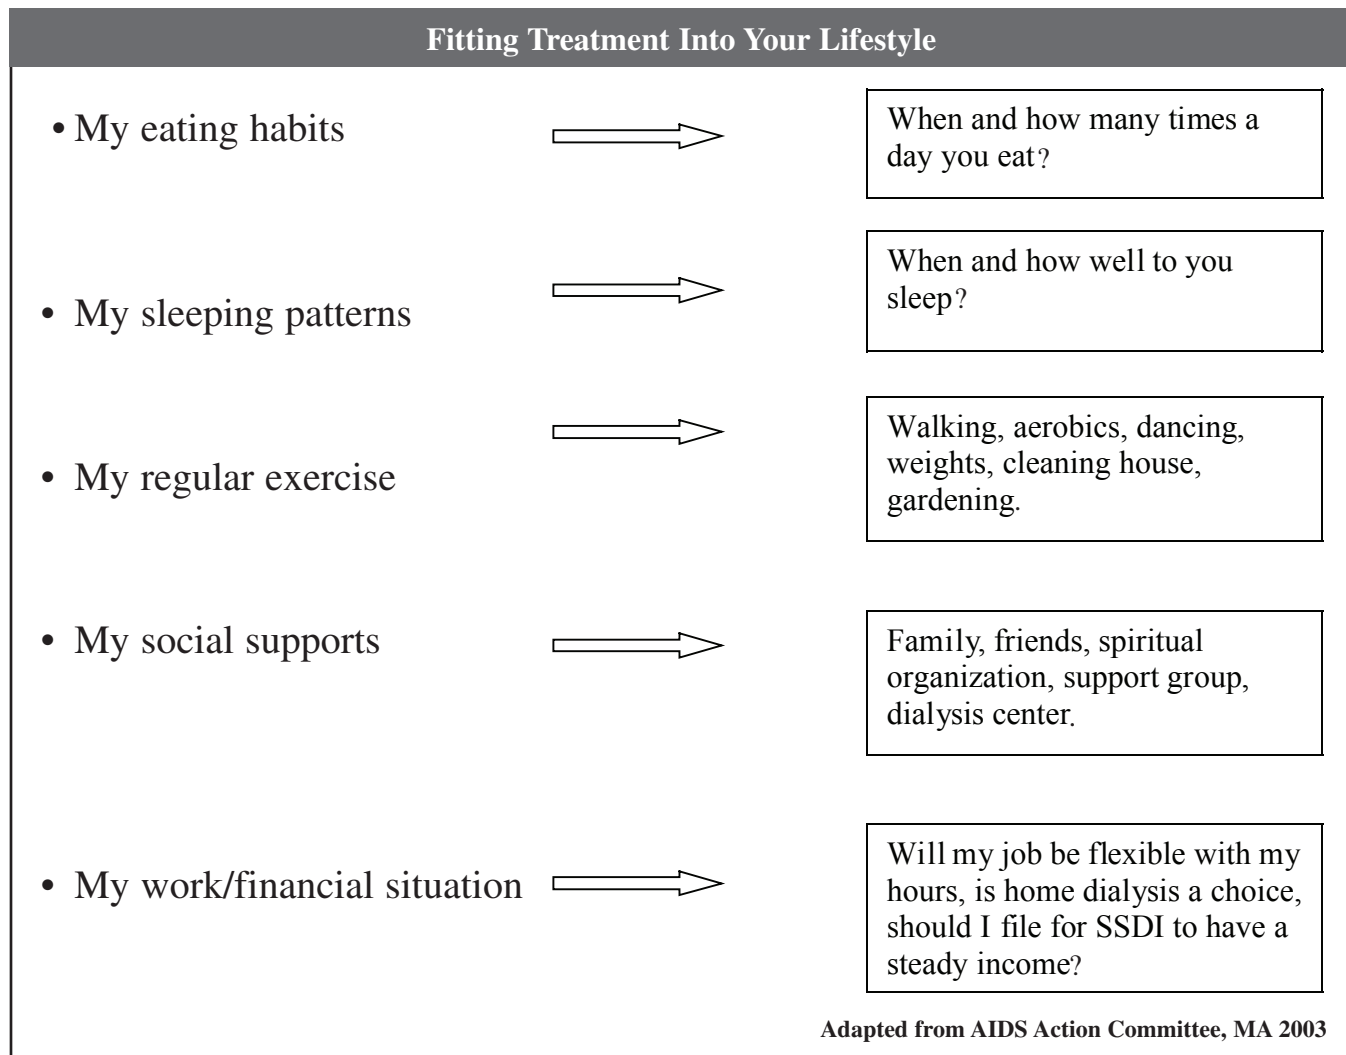 Fitting Treatment Into Your Lifestyle
• My eating habits
When and how many times a
day you eat?
• My sleeping patterns
When and how well to you
sleep?
• My regular exercise
Walking, aerobics, dancing,
weights, cleaning house,
gardening.
• My social supports
Family, friends, spiritual
organization, support group,
dialysis center.
• My work/financial situation
Will my job be flexible with my
hours, is home dialysis a choice,
should I file for SSDI to have a
steady income?
Adapted from AIDS Action Committee, MA 2003